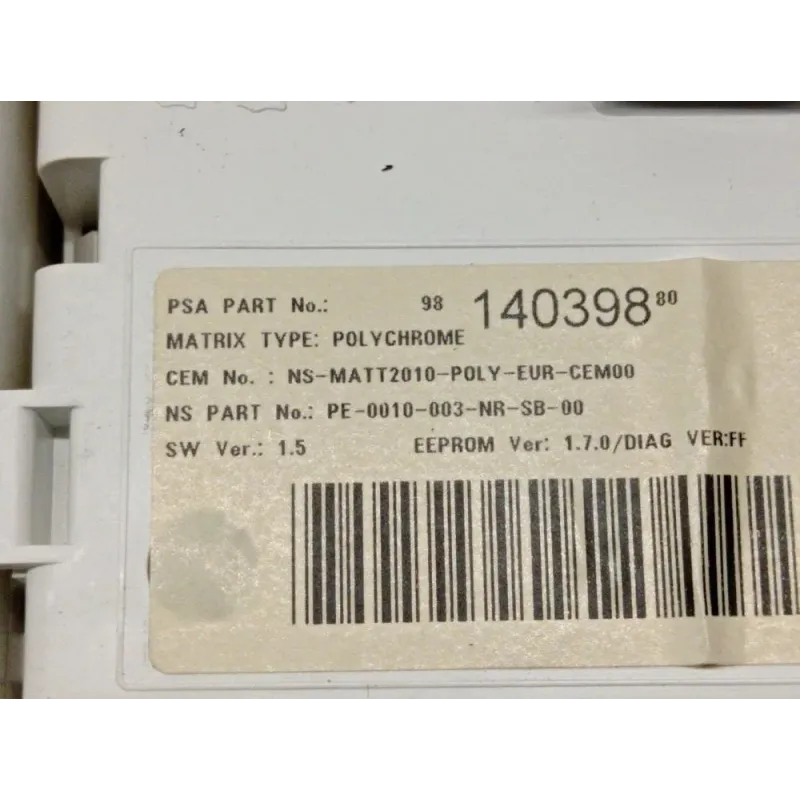 PSA PART No.: 98 140398 80
MATRIX TYPE: POLYCHROME
CEM No. : NS-MATT2010-POLY-EUR-CEM00
NS PART No.: PE-0010-003-NR-SB-00
SW Ver.: 1.5 EEPROM Ver: 1.7.0/DIAG VER:FF